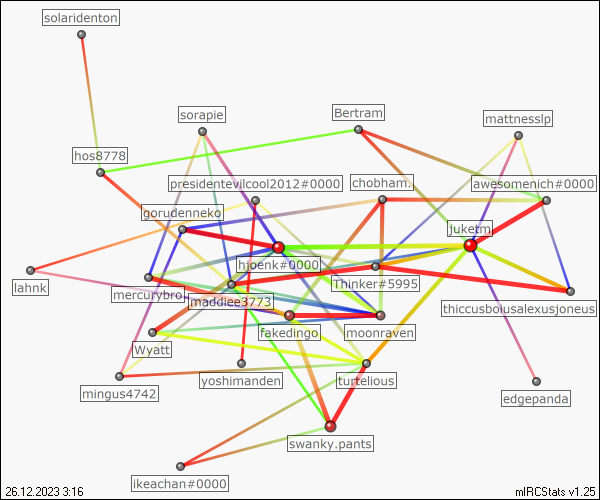 solaridenton
sorapie
Bertram
mattnesslp
hos8778
presidentevilcool2012#0000
chobham.
awesomenich#0000
gorudenneko
juketm
hjoenk#0000
lahnk
mercurybro
maddiee3773
Thinker#5995
thiccusbousalexusjoneus
Wyatt
fakedingo
moonraven
mingus4742
yoshimanden
turtelious
edgepanda
swanky.pants
ikeachan#0000
26.12.2023 3:16
mIRCStats v1.25